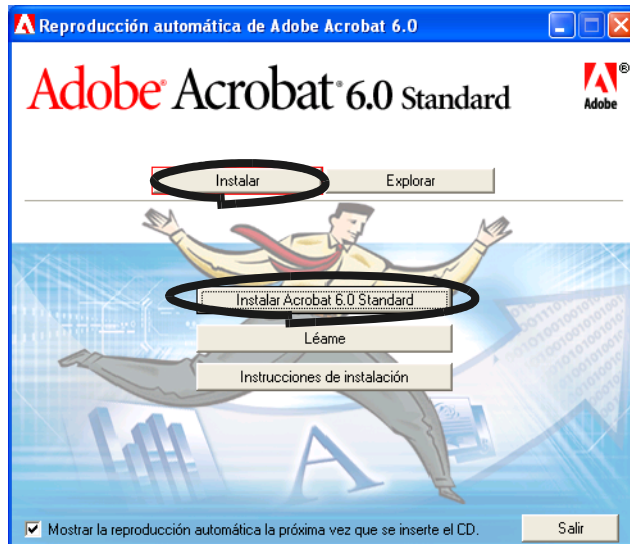 Reproducción automática de Adobe Acrobat 6.0
Adobe® Acrobat® 6.0 Standard
Adobe®
Instalar Explorar
Instalar Acrobat 6.0 Standard
Léame
Instrucciones de instalación
A
Mostrar la reproducción automática la próxima vez que se inserte el CD. Salir